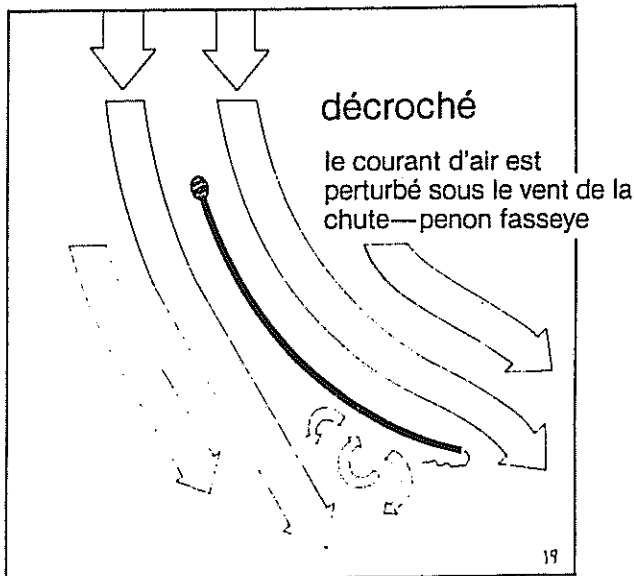 décroché
le courant d'air est
perturbé sous le vent de la
chute—penon fasseye
19